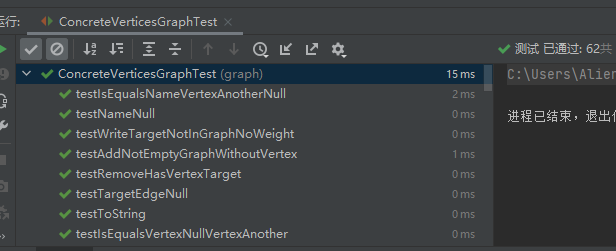 运行: ConcreteVerticesGraphTest ×
测试 已通过: 62共
ConcreteVerticesGraphTest (graph) 15 ms
testIsEqualsNameVertexAnotherNull 2 ms
testNameNull 0 ms
testWriteTargetNotInGraphNoWeight 0 ms
testAddNotEmptyGraphWithoutVertex 1 ms
testRemoveHasVertexTarget 0 ms
testTargetEdgeNull 0 ms
testToString 0 ms
testIsEqualsVertexNullVertexAnother 0 ms
C:\Users\Alien
进程已结束，退出